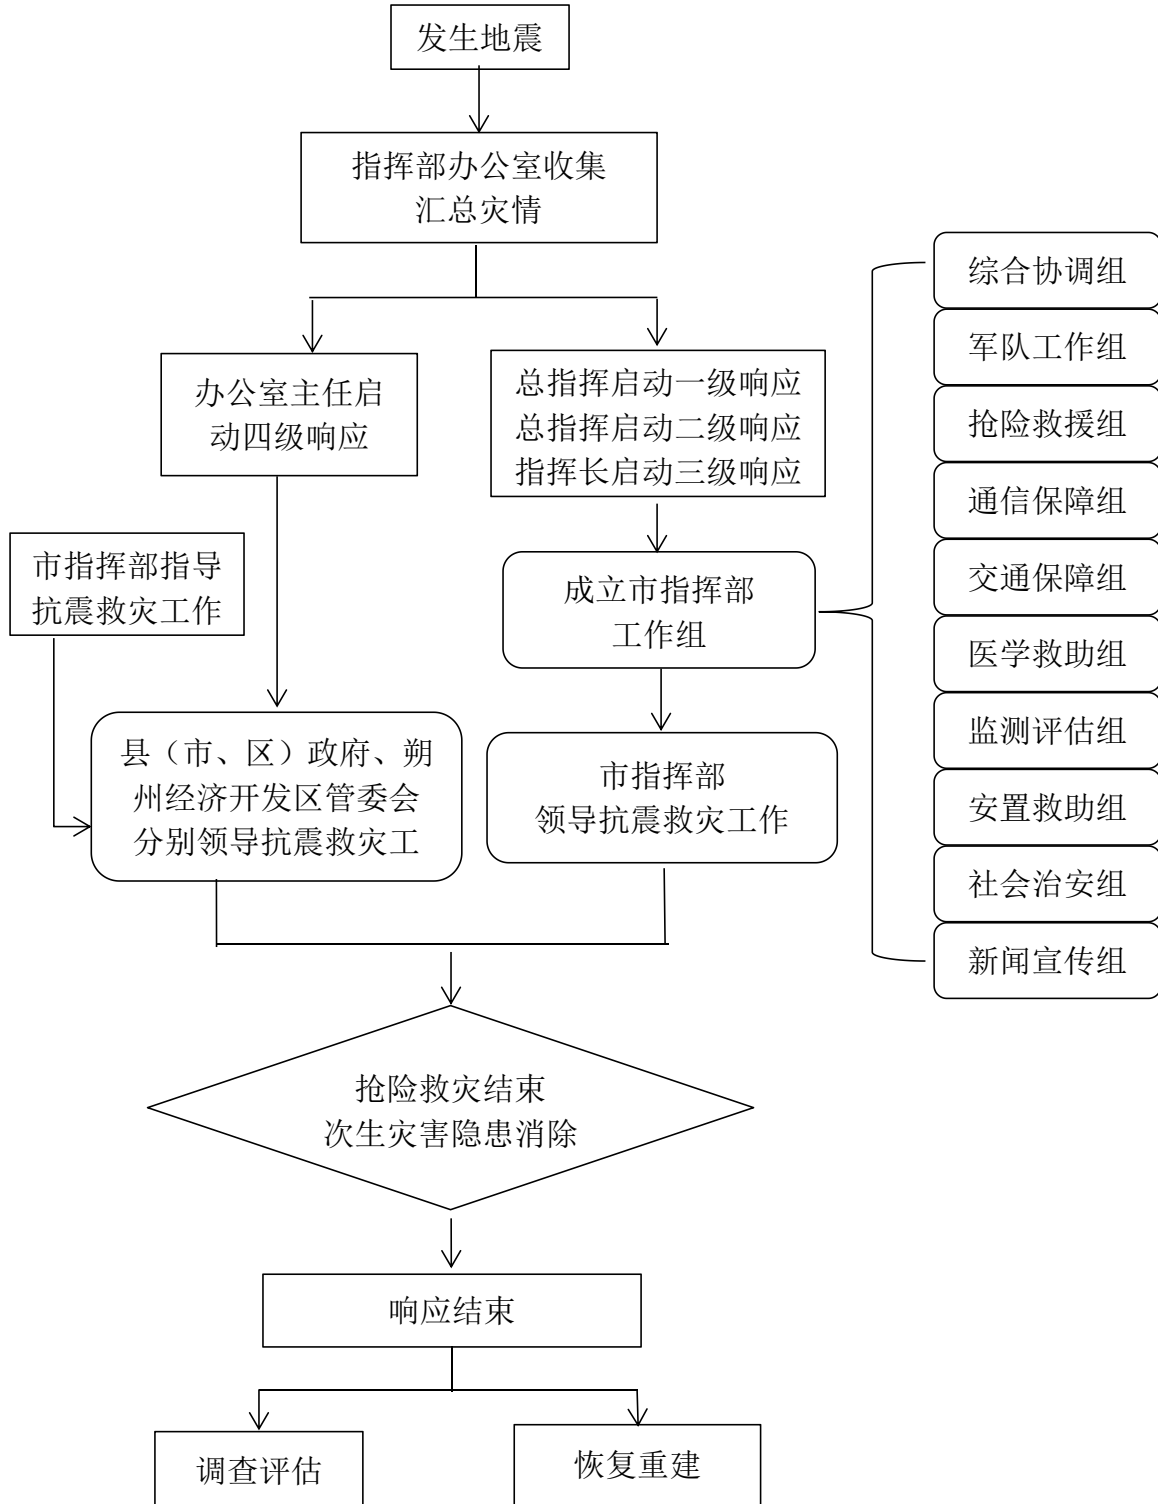 发生地震
指挥部办公室收集
汇总灾情
办公室主任启
动四级响应
总指挥启动一级响应
总指挥启动二级响应
指挥长启动三级响应
市指挥部指导
抗震救灾工作
成立市指挥部
工作组
县（市、区）政府、朔
州经济开发区管委会
分别领导抗震救灾工
市指挥部
领导抗震救灾工作
综合协调组
军队工作组
抢险救援组
通信保障组
交通保障组
医学救助组
监测评估组
安置救助组
社会治安组
新闻宣传组
抢险救灾结束
次生灾害隐患消除
响应结束
调查评估
恢复重建